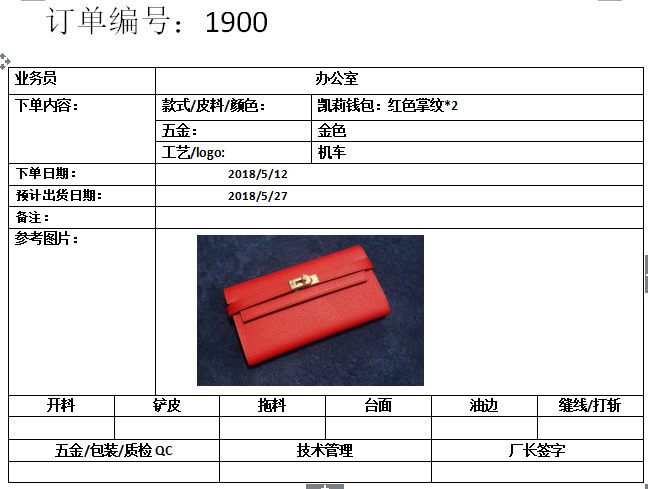 订单编号：1900
业务员 办公室
下单内容： 款式/皮料/颜色： 凯莉钱包：红色掌纹*2
五金： 金色
工艺/logo: 机车
下单日期： 2018/5/12
预计出货日期： 2018/5/27
备注：
参考图片：
开料 铲皮 拖料 台面 油边 缝线/打斩
五金/包装/质检 QC 技术管理 厂长签字